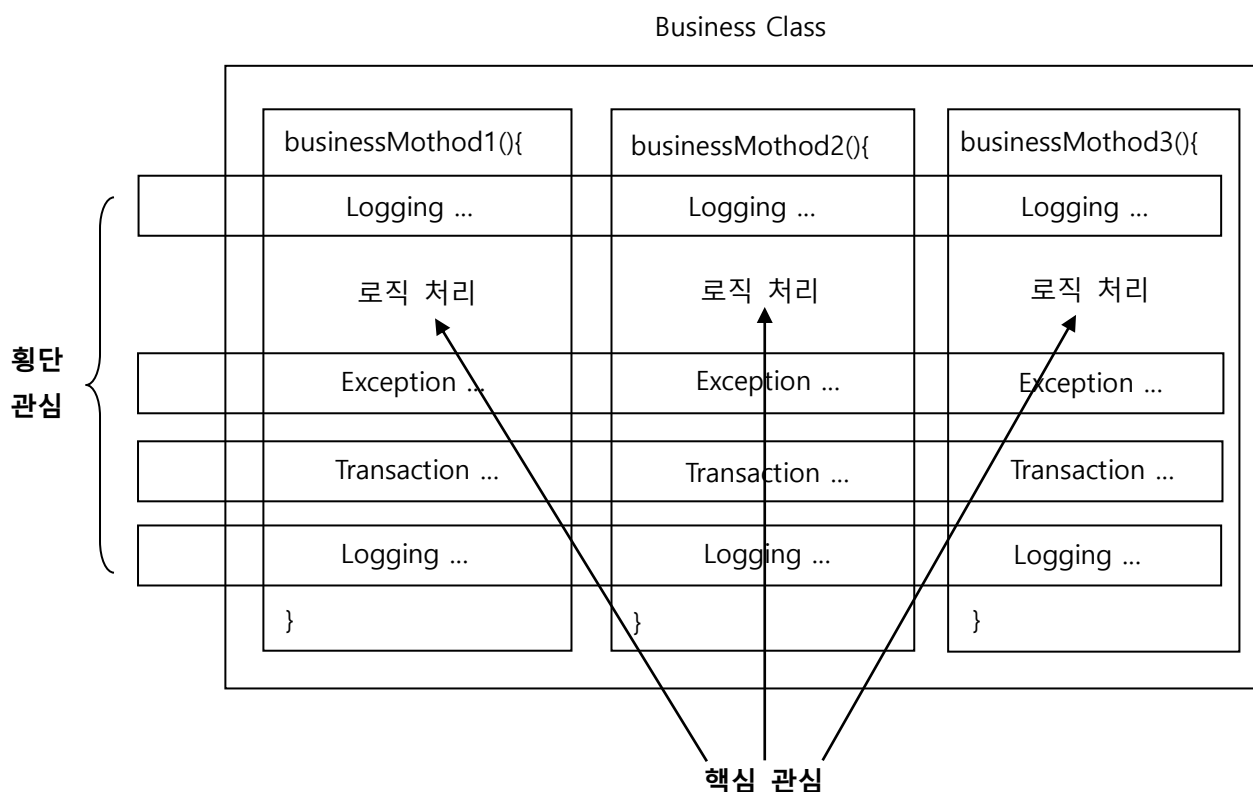 Business Class
businessMothod1(){
businessMothod2(){
businessMothod3(){
Logging ...
Logging ...
Logging ...
로직 처리
로직 처리
로직 처리
횡단
관심
Exception ...
Exception ...
Exception ...
Transaction ...
Transaction ...
Transaction ...
Logging ...
Logging ...
Logging ...
}
}
}
핵심 관심